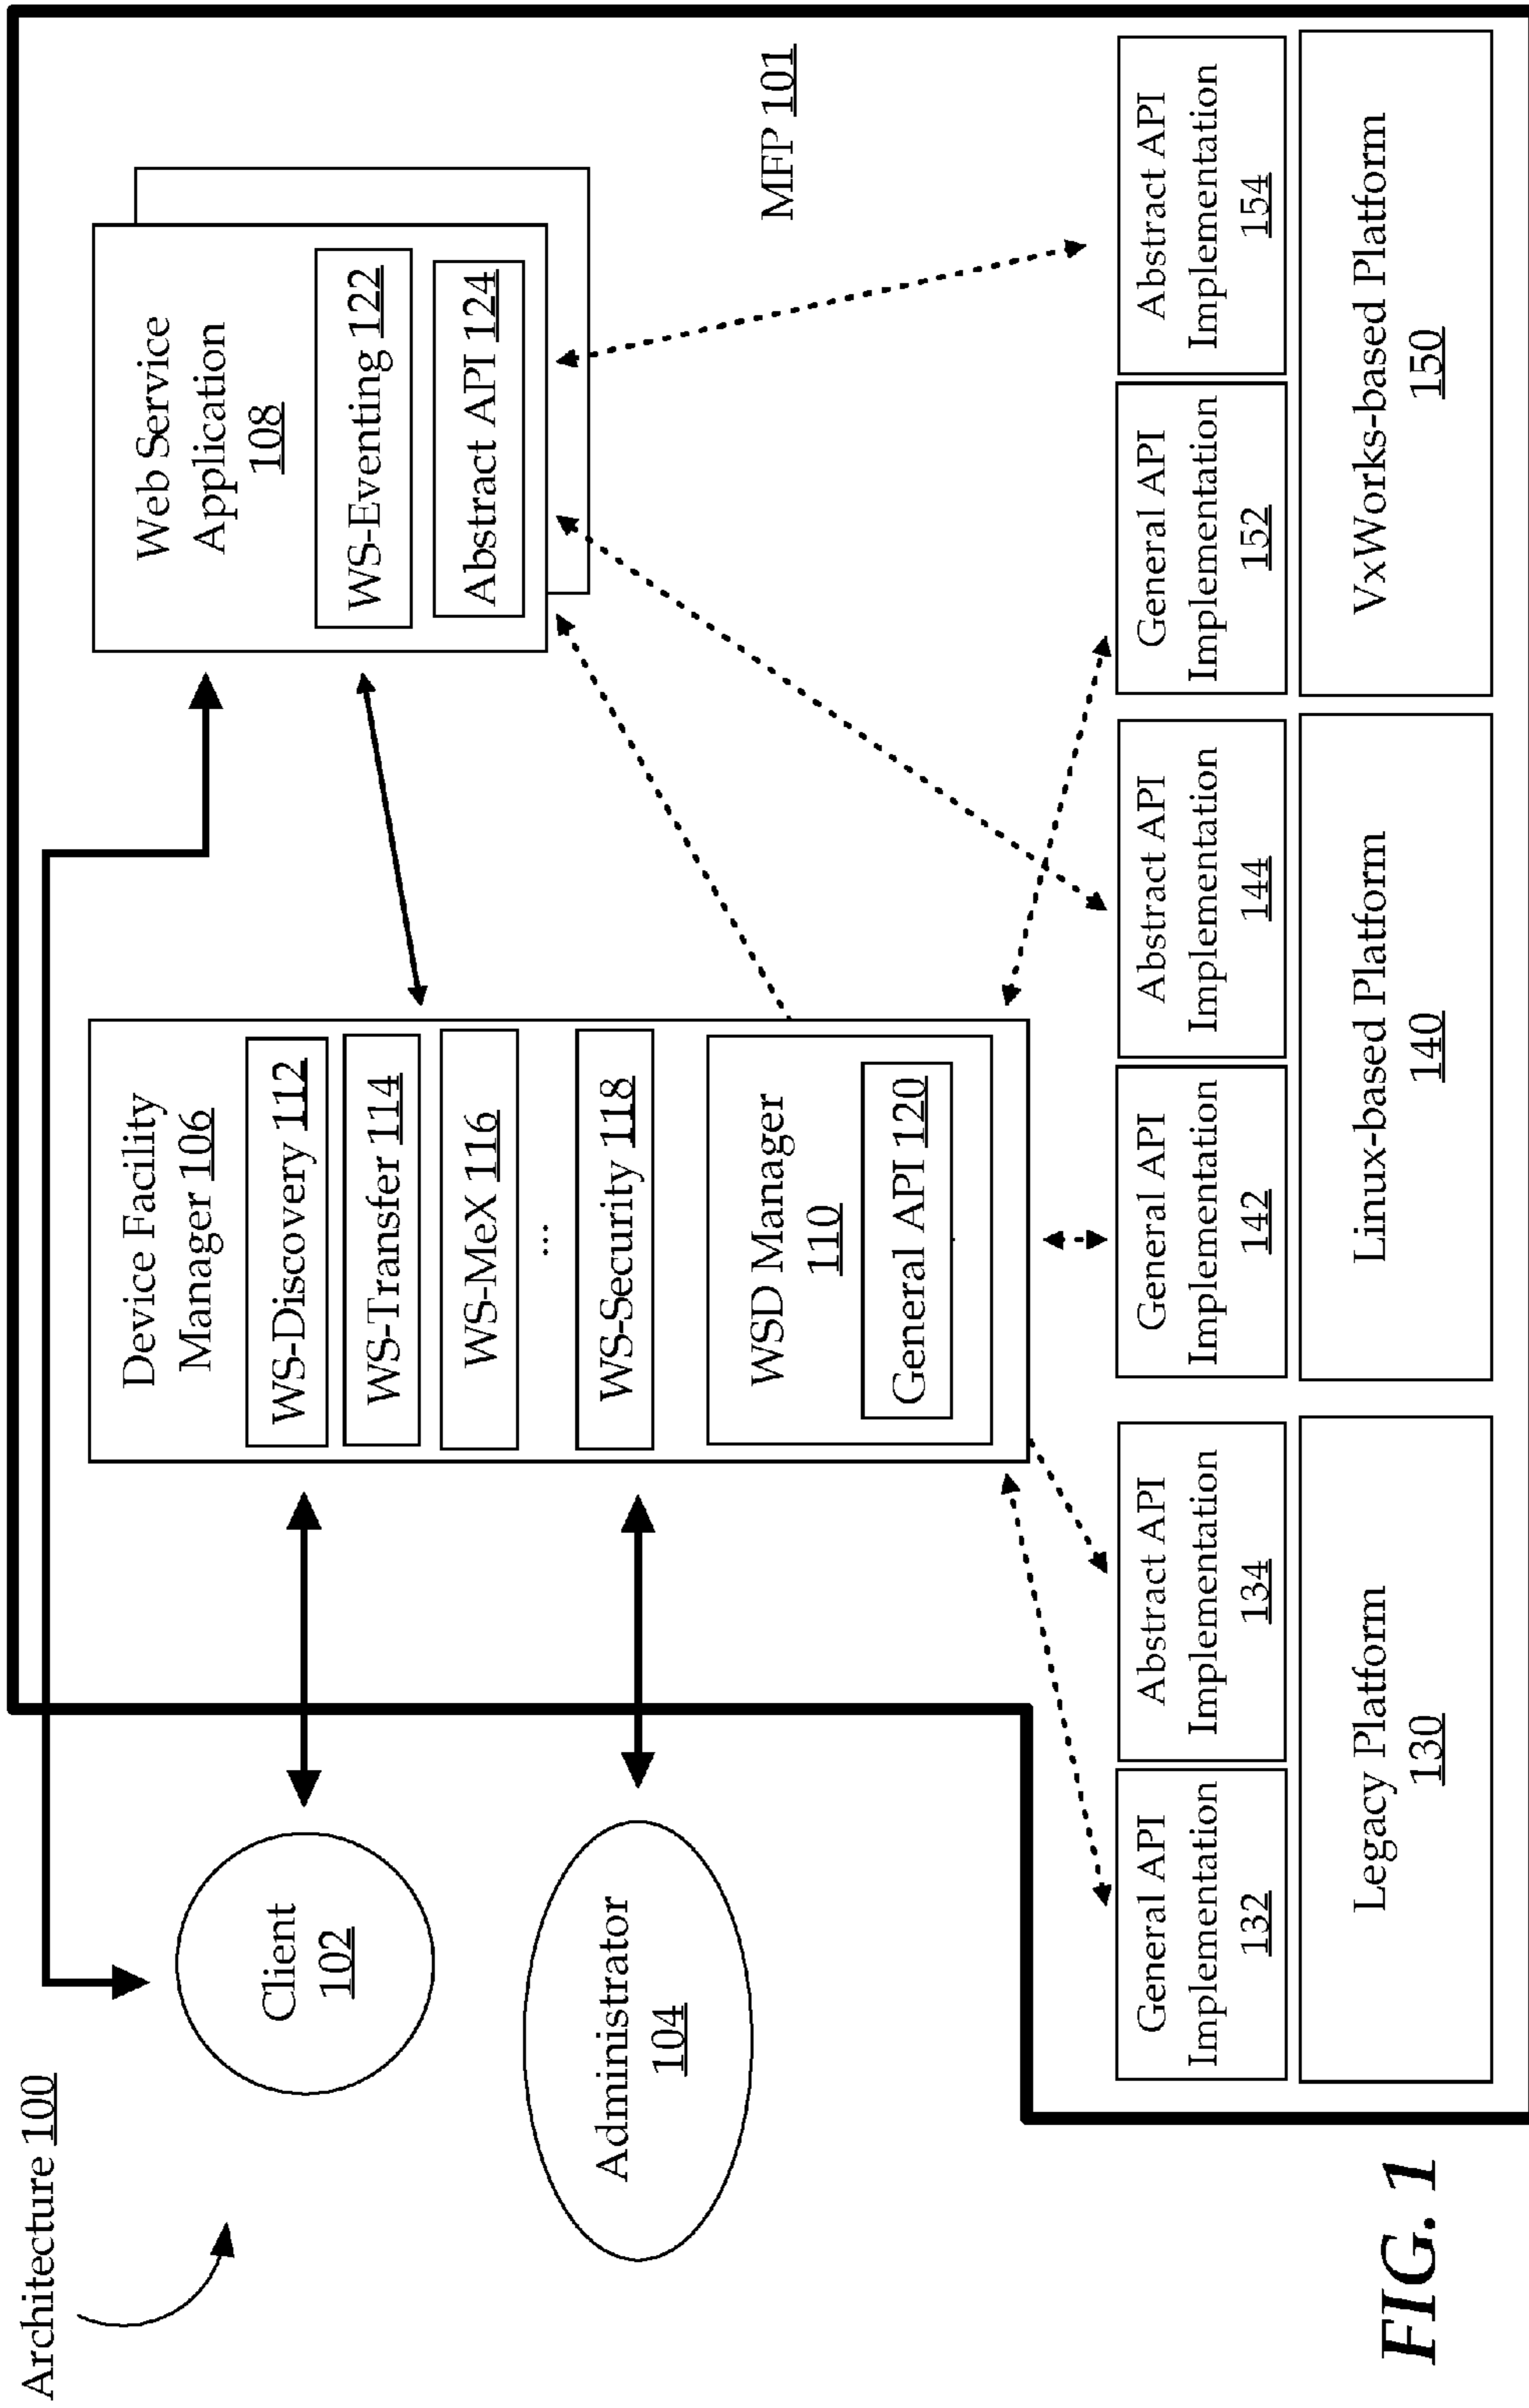 Architecture 100
Client
102
Administrator
104
Device Facility
Manager 106
WS-Discovery 112
WS-Transfer 114
WS-MeX 116
...
WS-Security 118
WSD Manager
110
General API 120
Web Service
Application
108
WS-Eventing 122
Abstract API 124
MFP 101
General API
Implementation
132
Abstract API
Implementation
134
Legacy Platform
130
General API
Implementation
142
Abstract API
Implementation
144
Linux-based Platform
140
General API
Implementation
152
Abstract API
Implementation
154
VxWorks-based Platform
150
FIG. 1